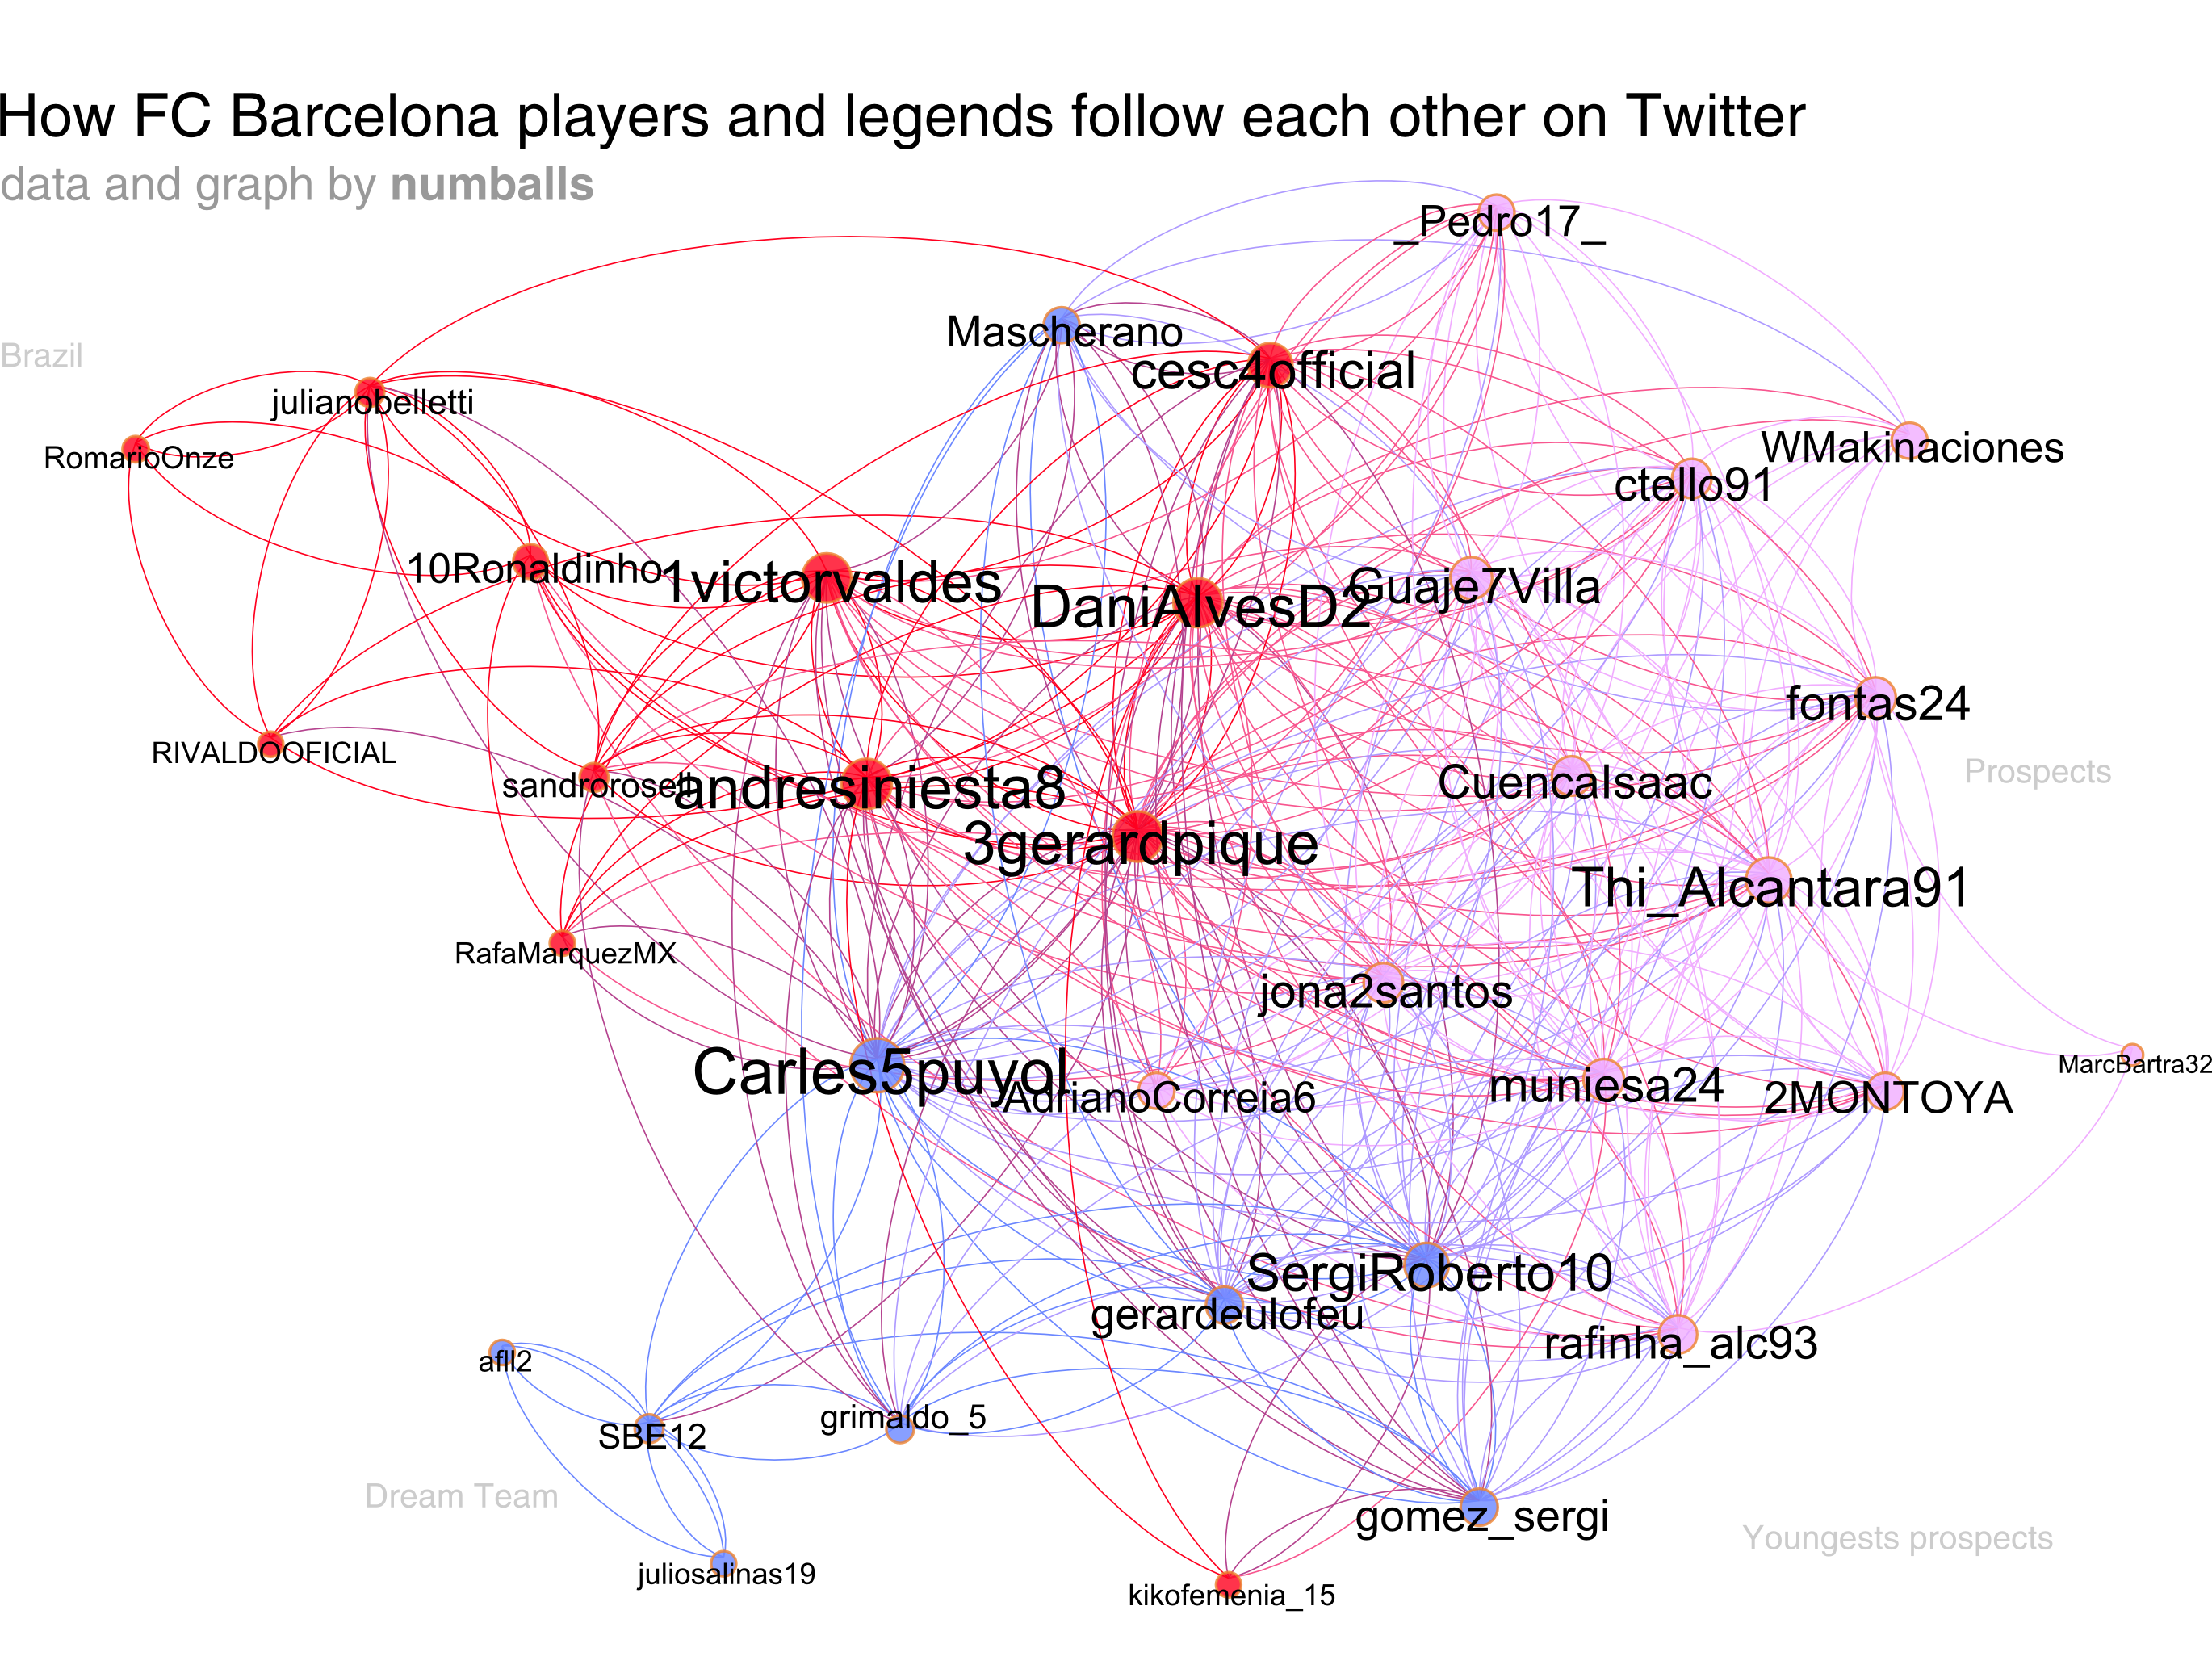 How FC Barcelona players and legends follow each other on Twitter
data and graph by numballs
_Pedro17_
Mascherano
Brazil
cesc4official
julianobelletti
WMakinaciones
RomarioOnze
ctello91
10Ronaldinho
1victorvaldes
Guaje7Villa
DaniAlvesD2
fontas24
RIVALDOOFICIAL
Prospects
sandrorosell
andresiniesta8
CuencaIsaac
3gerardpique
Thi_Alcantara91
RafaMarquezMX
jona2santos
MarcBartra32
Carles5puyol
AdrianoCorreia6
muniesa24
2MONTOYA
SergiRoberto10
gerardeulofeu
rafinha_alc93
afll2
grimaldo_5
SBE12
Dream Team
gomez_sergi
Youngests prospects
juliosalinas19
kikofemenia_15